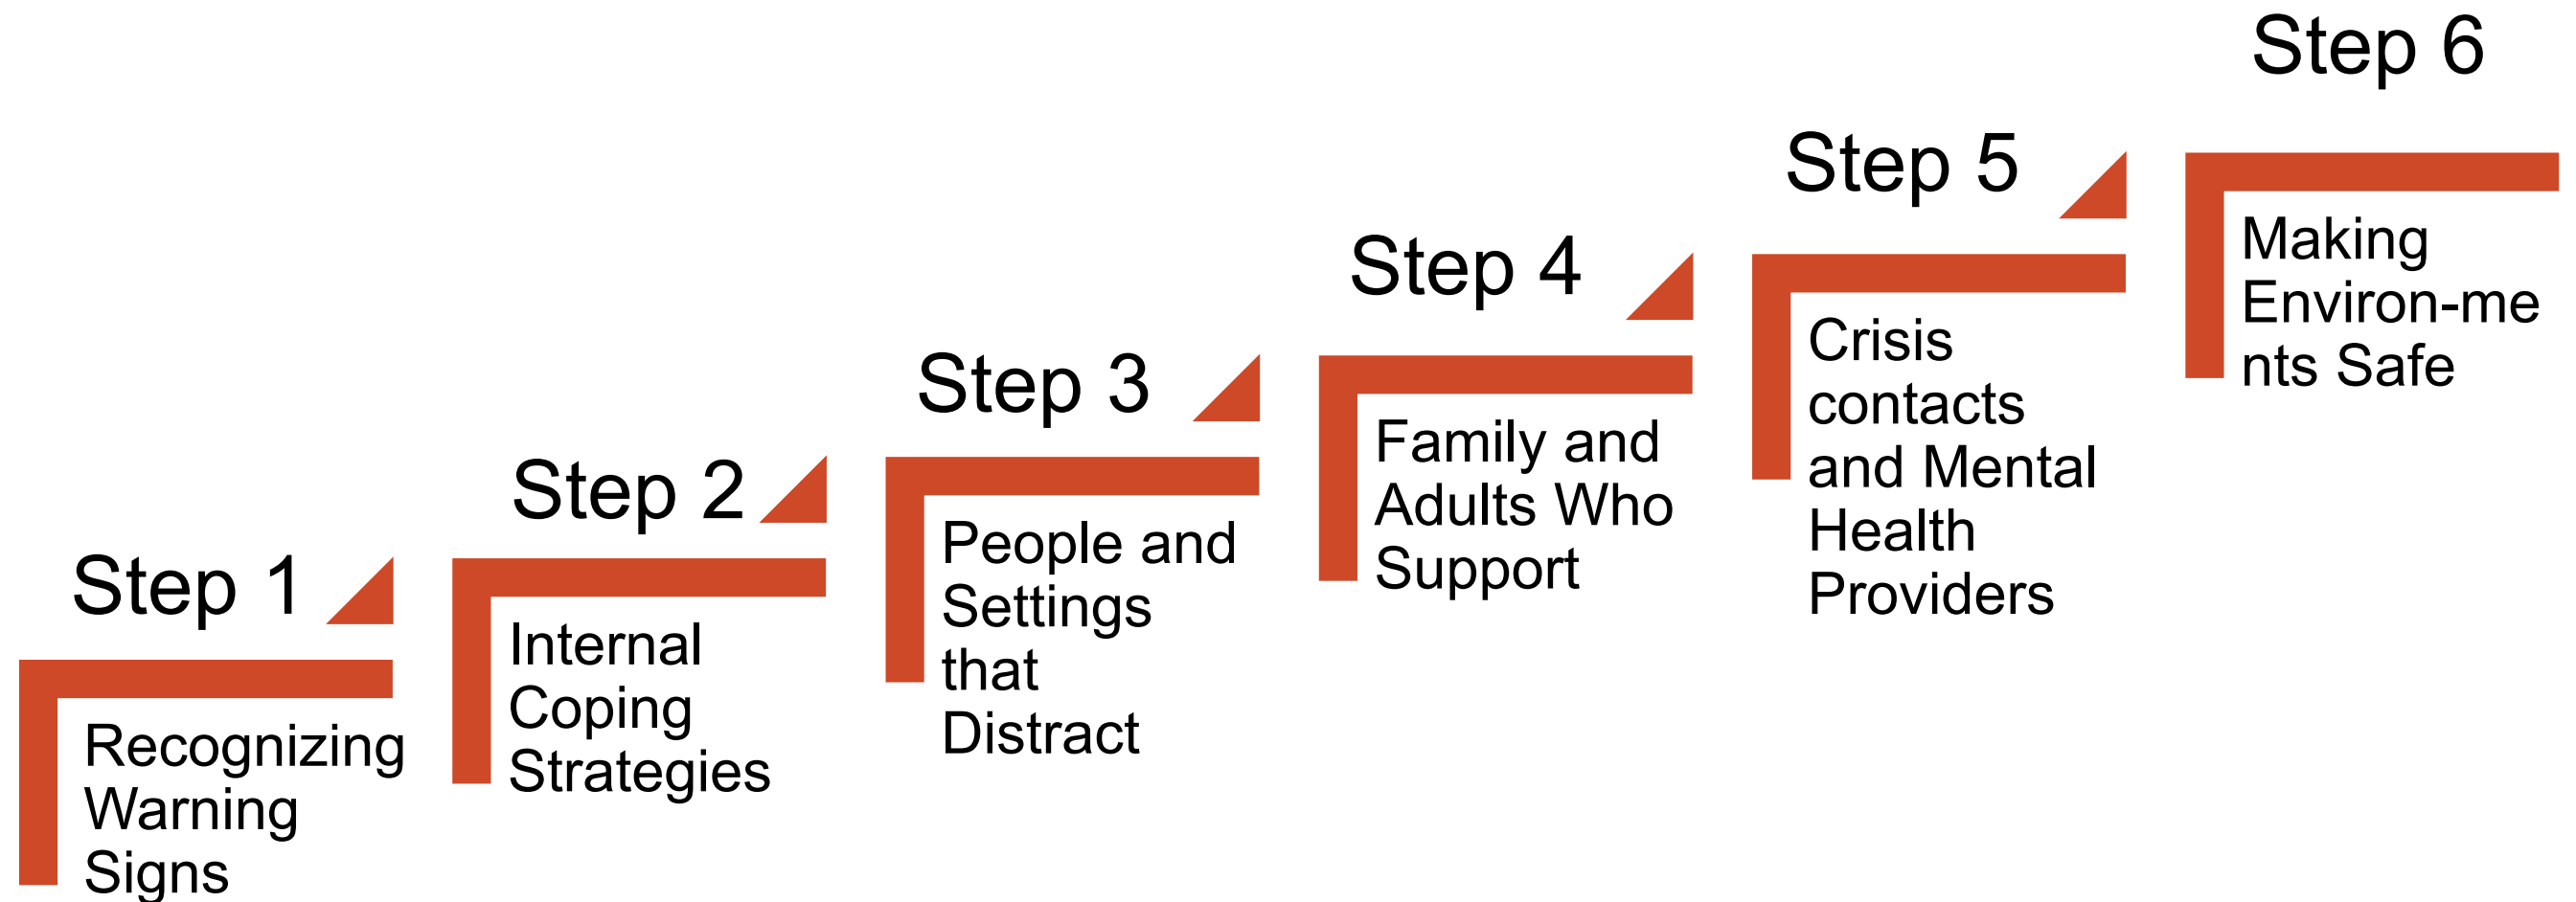 Step 1
Recognizing
Warning
Signs
Step 2
Internal
Coping
Strategies
Step 3
People and
Settings
that
Distract
Step 4
Family and
Adults Who
Support
Step 5
Crisis
contacts
and Mental
Health
Providers
Step 6
Making
Environ-me
nts Safe